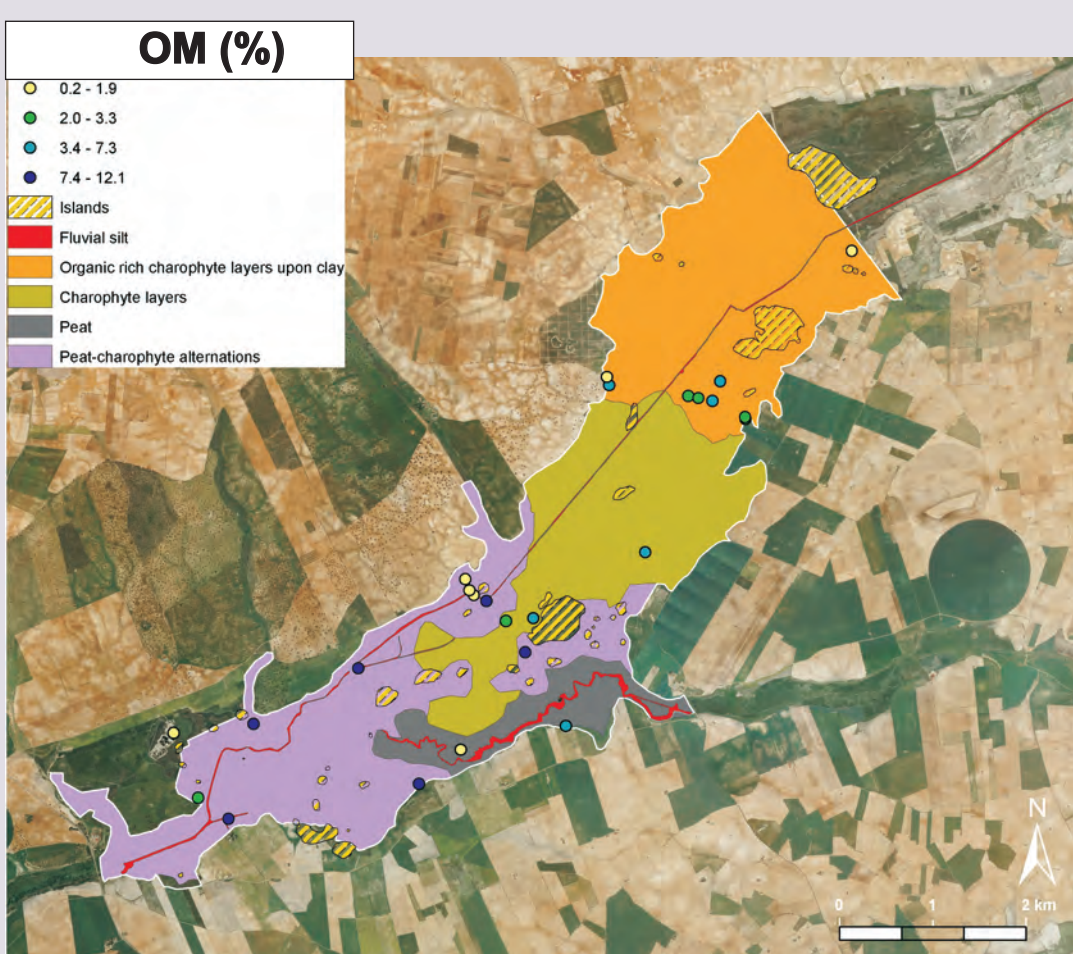 OM (%)
0.2 - 1.9
2.0 - 3.3
3.4 - 7.3
7.4 - 12.1
Islands
Fluvial silt
Organic rich charophyte layers upon clay
Charophyte layers
Peat
Peat-charophyte alternations
N
0 1 2 km